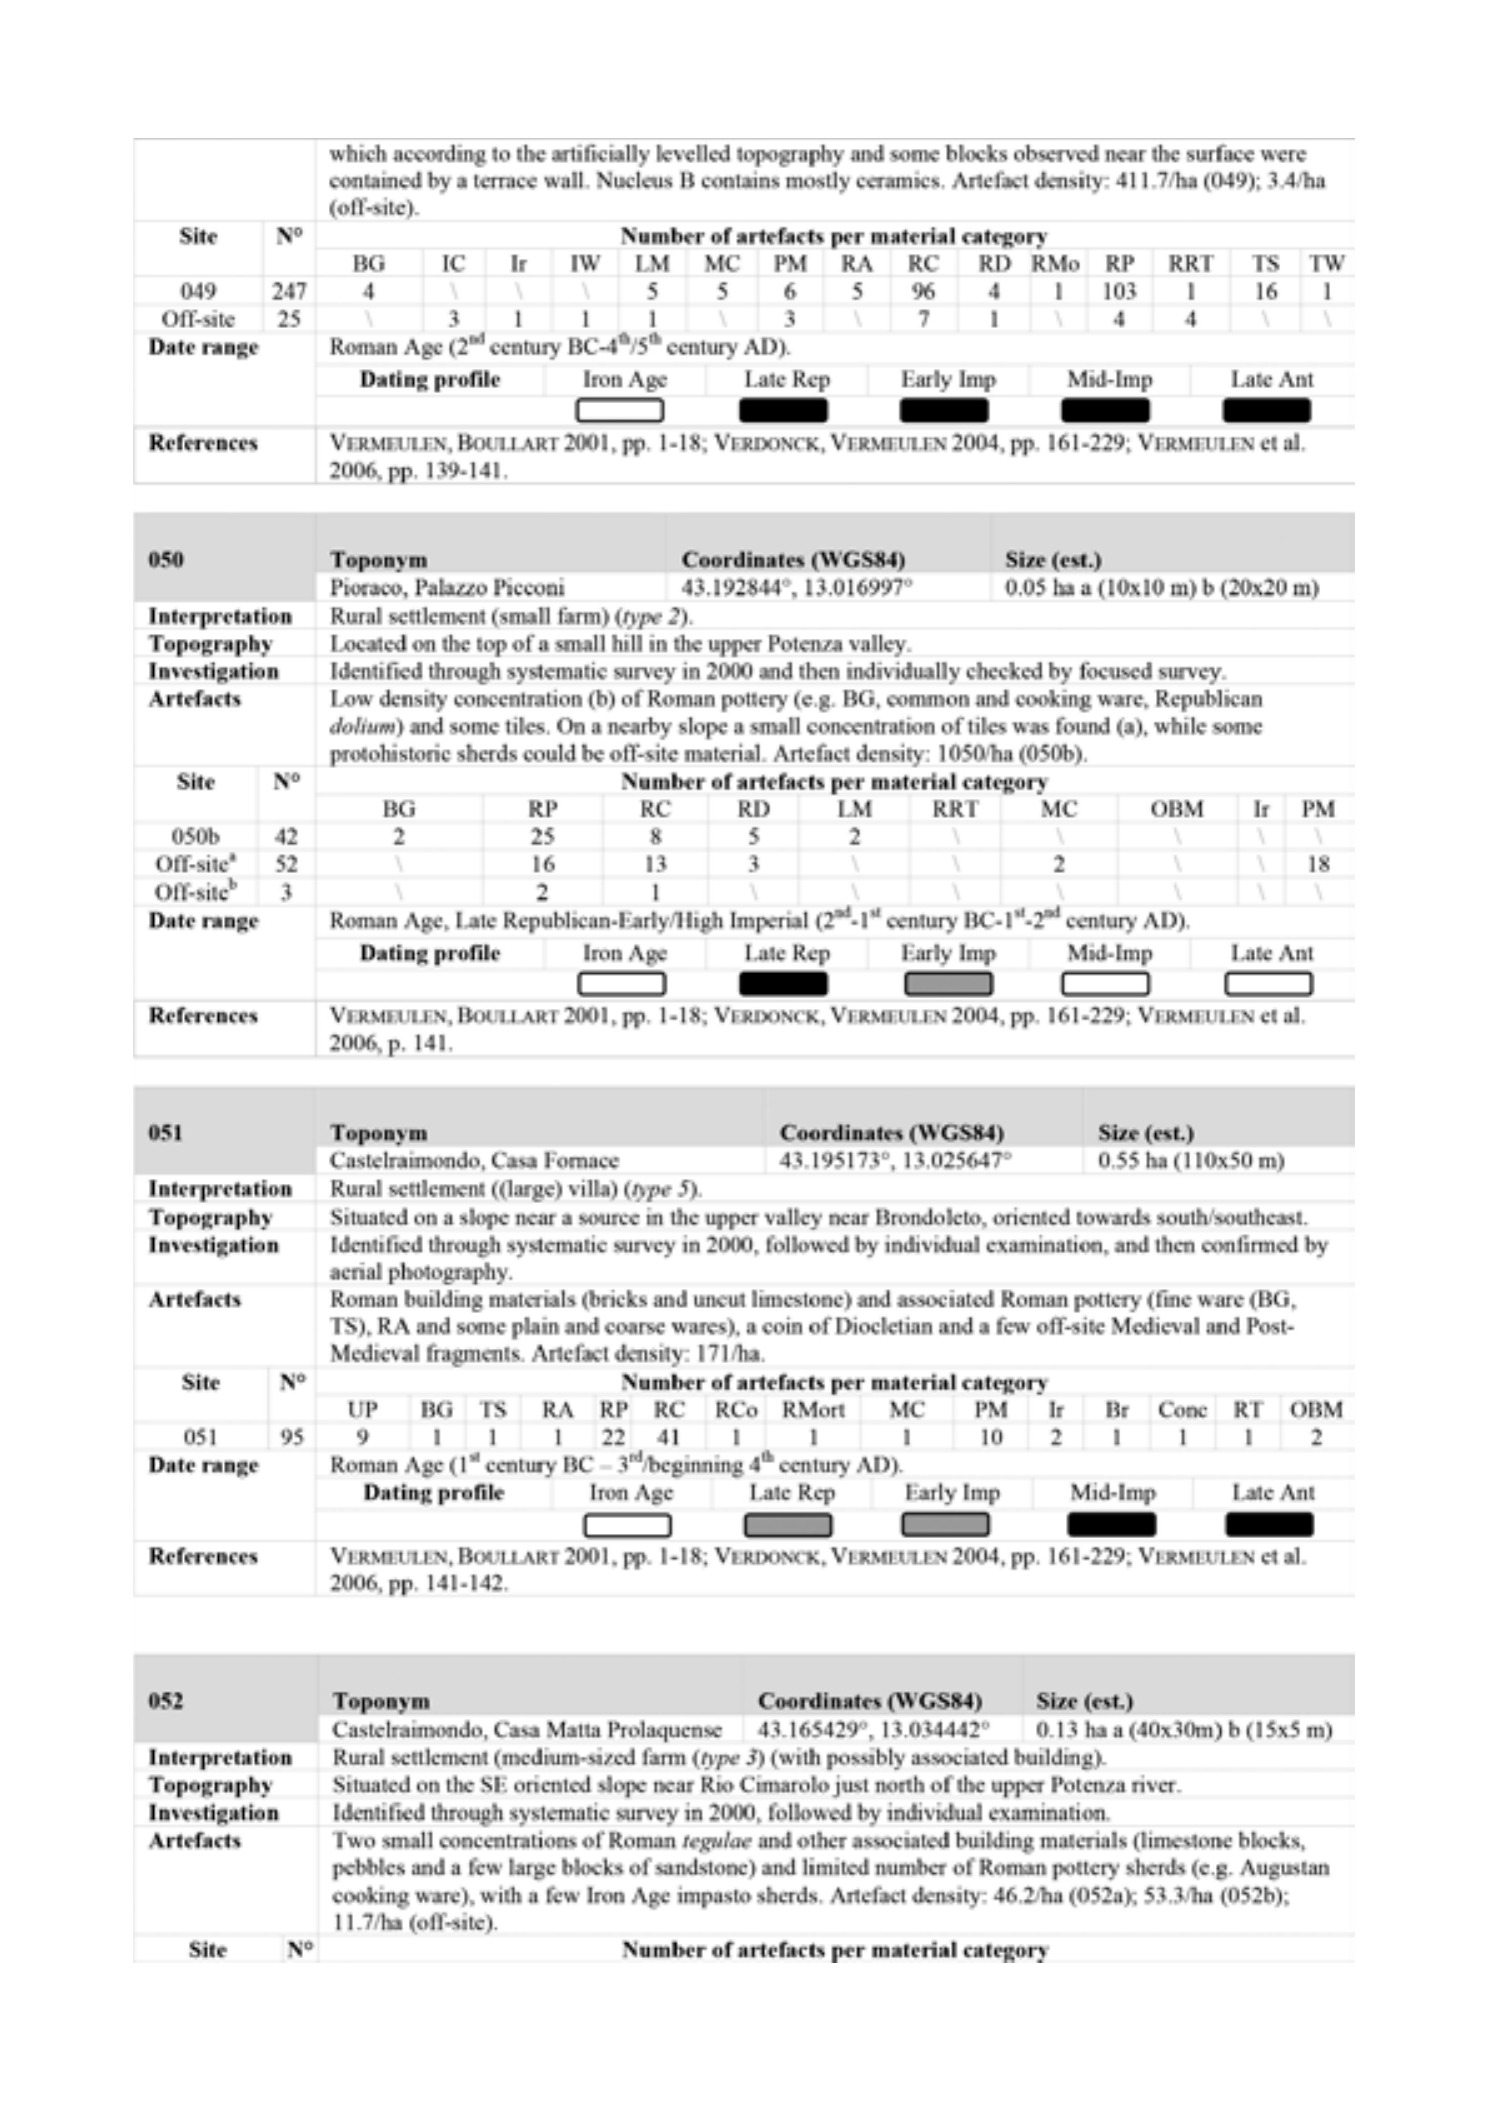 which according to the artificially levelled topography and some blocks observed near the surface were
contained by a terrace wall. Nucleus B contains mostly ceramics. Artefact density: 411.7/ha (049); 3.4/ha
(off-site).
Site Nº Number of artefacts per material category
BG IC Ir IW LM MC PM RA RC RD RMo RP RRT TS TW
049 247 4 \ \ \ 5 5 6 5 96 4 1 103 1 16 1
Off-site 25 \ 3 1 1 1 \ 3 \ 7 1 \ 4 4 \ \
Date range Roman Age (2nd century BC-4th/5th century AD).
Dating profile Iron Age Late Rep Early Imp Mid-Imp Late Ant
References VERMEULEN, BOULLART 2001, pp. 1-18; VERDONCK, VERMEULEN 2004, pp. 161-229; VERMEULEN et al.
2006, pp. 139-141.
050 Toponym Coordinates (WGS84) Size (est.)
Pioraco, Palazzo Picconi 43.192844°, 13.016997° 0.05 ha a (10x10 m) b (20x20 m)
Interpretation Rural settlement (small farm) (type 2).
Topography Located on the top of a small hill in the upper Potenza valley.
Investigation Identified through systematic survey in 2000 and then individually checked by focused survey.
Artefacts Low density concentration (b) of Roman pottery (e.g. BG, common and cooking ware, Republican
dolium) and some tiles. On a nearby slope a small concentration of tiles was found (a), while some
protohistoric sherds could be off-site material. Artefact density: 1050/ha (050b).
Site Nº Number of artefacts per material category
BG RP RC RD LM RRT MC OBM Ir PM
050b 42 2 25 8 5 2 \ \ \ \ \
Off-siteª 52 \ 16 13 3 \ \ 2 \ \ 18
Off-siteᵇ 3 \ 2 1 \ \ \ \ \ \ \
Date range Roman Age, Late Republican-Early/High Imperial (2nd-1st century BC-1st-2nd century AD).
Dating profile Iron Age Late Rep Early Imp Mid-Imp Late Ant
References VERMEULEN, BOULLART 2001, pp. 1-18; VERDONCK, VERMEULEN 2004, pp. 161-229; VERMEULEN et al.
2006, p. 141.
051 Toponym Coordinates (WGS84) Size (est.)
Castelraimondo, Casa Fornace 43.195173°, 13.025647° 0.55 ha (110x50 m)
Interpretation Rural settlement ((large) villa) (type 5).
Topography Situated on a slope near a source in the upper valley near Brondoleto, oriented towards south/southeast.
Investigation Identified through systematic survey in 2000, followed by individual examination, and then confirmed by
aerial photography.
Artefacts Roman building materials (bricks and uncut limestone) and associated Roman pottery (fine ware (BG,
TS), RA and some plain and coarse wares), a coin of Diocletian and a few off-site Medieval and Post-
Medieval fragments. Artefact density: 171/ha.
Site Nº Number of artefacts per material category
UP BG TS RA RP RC RCo RMort MC PM Ir Br Conc RT OBM
051 95 9 1 1 1 22 41 1 1 1 10 2 1 1 1 2
Date range Roman Age (1st century BC – 3rd/beginning 4th century AD).
Dating profile Iron Age Late Rep Early Imp Mid-Imp Late Ant
References VERMEULEN, BOULLART 2001, pp. 1-18; VERDONCK, VERMEULEN 2004, pp. 161-229; VERMEULEN et al.
2006, pp. 141-142.
052 Toponym Coordinates (WGS84) Size (est.)
Castelraimondo, Casa Matta Prolaquense 43.165429°, 13.034442° 0.13 ha a (40x30m) b (15x5 m)
Interpretation Rural settlement (medium-sized farm (type 3) (with possibly associated building).
Topography Situated on the SE oriented slope near Rio Cimarolo just north of the upper Potenza river.
Investigation Identified through systematic survey in 2000, followed by individual examination.
Artefacts Two small concentrations of Roman tegulae and other associated building materials (limestone blocks,
pebbles and a few large blocks of sandstone) and limited number of Roman pottery sherds (e.g. Augustan
cooking ware), with a few Iron Age impasto sherds. Artefact density: 46.2/ha (052a); 53.3/ha (052b);
11.7/ha (off-site).
Site Nº Number of artefacts per material category